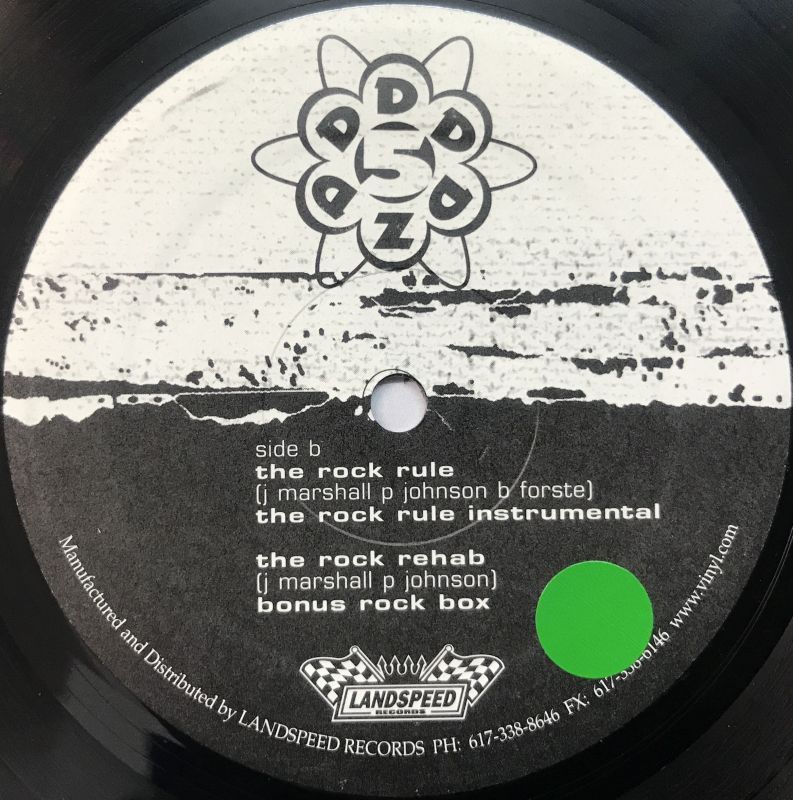 D
D D
5
D D
Z
side b
the rock rule
(j marshall p johnson b forste)
the rock rule instrumental
the rock rehab
(j marshall p johnson)
bonus rock box
LANDSPEED
RECORDS
Manufactured and Distributed by LANDSPEED RECORDS PH: 617-338-8646 FX: 617-336-6146 www.vinyl.com